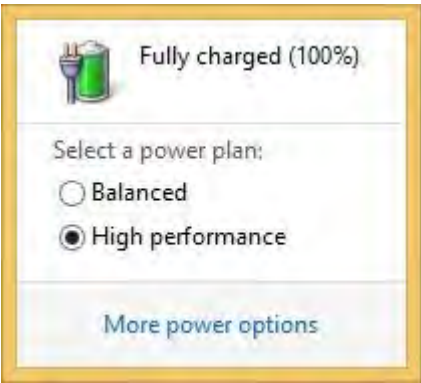 Fully charged (100%)
Select a power plan:
Balanced
High performance
More power options